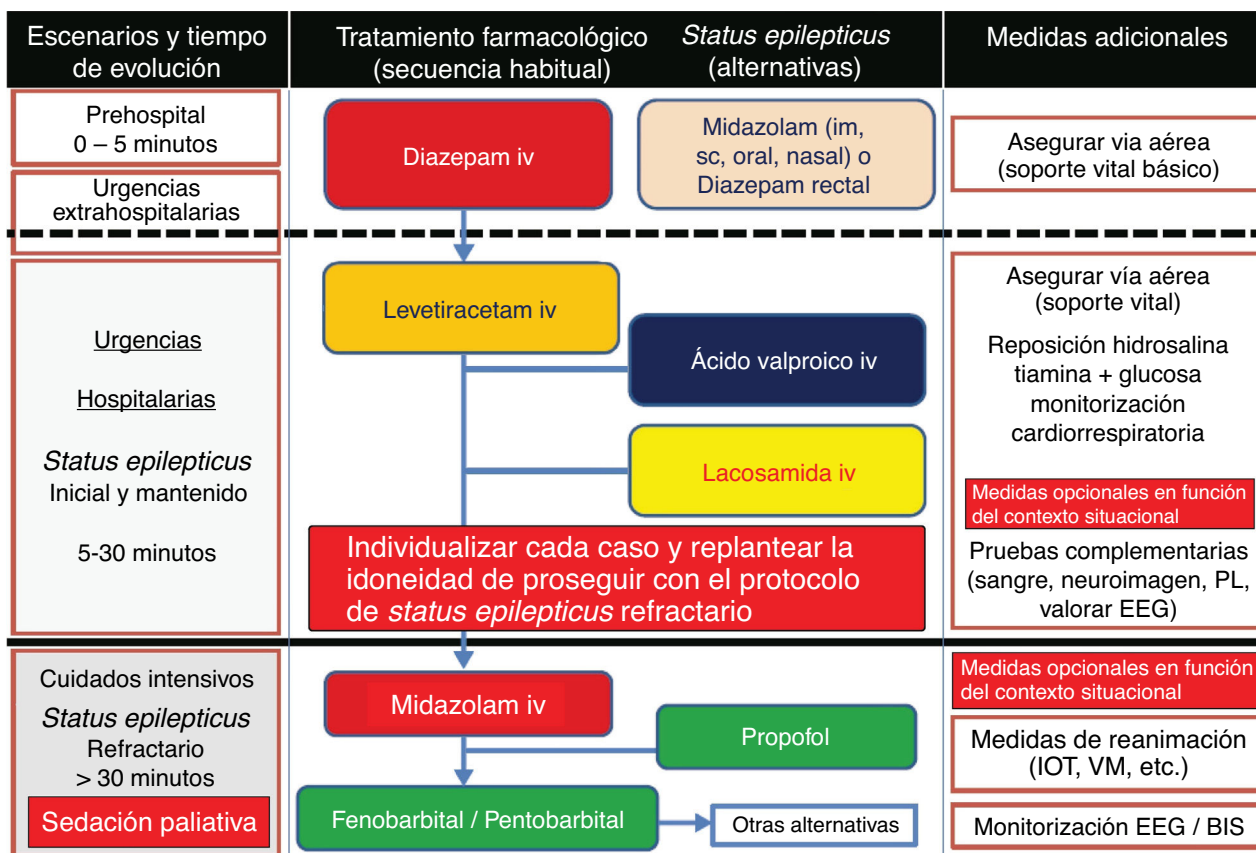 Escenarios y tiempo
de evolución
Tratamiento farmacológico
(secuencia habitual)
Status epilepticus
(alternativas)
Medidas adicionales
Prehospital
0 – 5 minutos
Urgencias
extrahospitalarias
Diazepam iv
Midazolam (im,
sc, oral, nasal) o
Diazepam rectal
Asegurar via aérea
(soporte vital básico)
Urgencias
Hospitalarias
Status epilepticus
Inicial y mantenido
5-30 minutos
Levetiracetam iv
Ácido valproico iv
Lacosamida iv
Individualizar cada caso y replantear la
idoneidad de proseguir con el protocolo
de status epilepticus refractario
Asegurar vía aérea
(soporte vital)
Reposición hidrosalina
tiamina + glucosa
monitorización
cardiorrespiratoria
Medidas opcionales en función
del contexto situacional
Pruebas complementarias
(sangre, neuroimagen, PL,
valorar EEG)
Cuidados intensivos
Status epilepticus
Refractario
> 30 minutos
Sedación paliativa
Midazolam iv
Propofol
Fenobarbital / Pentobarbital
Otras alternativas
Medidas opcionales en función
del contexto situacional
Medidas de reanimación
(IOT, VM, etc.)
Monitorización EEG / BIS